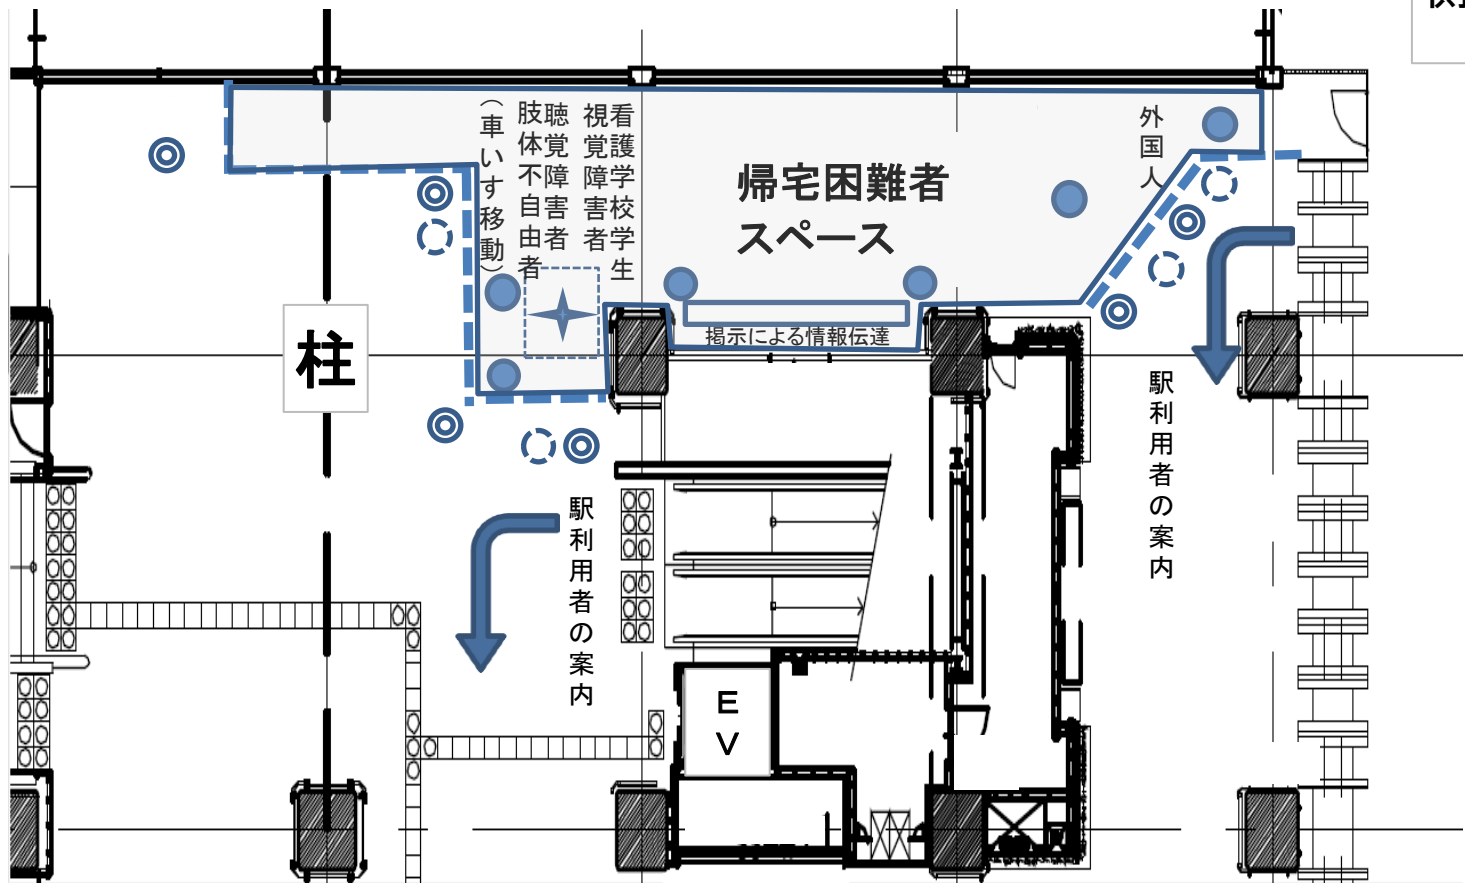 看護学校学生
視覚障害者
聴覚障害者
肢体不自由者
（車いす移動）
外国人
帰宅困難者
スペース
掲示による情報伝達
柱
駅利用者の案内
駅利用者の案内
E
V